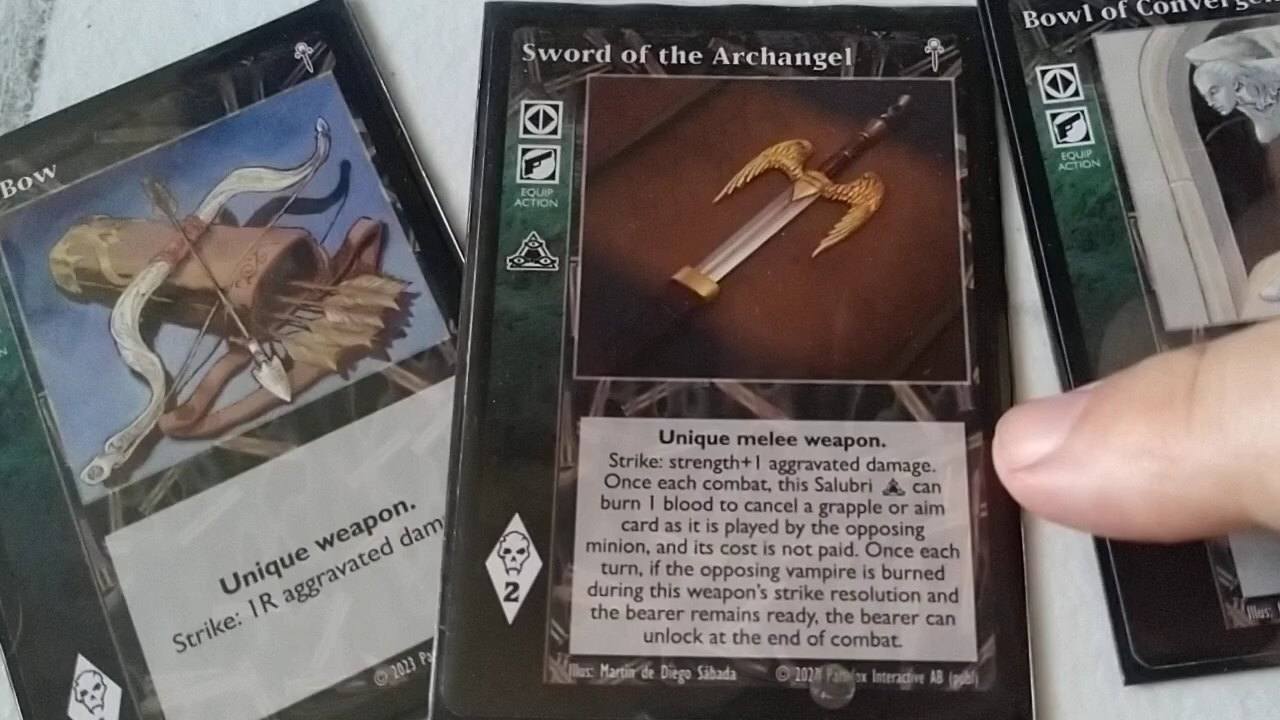 Bow
Unique weapon.
Strike: 1R aggravated dam
© 2023 Pa
Sword of the Archangel
EQUIP
ACTION
2
Unique melee weapon.
Strike: strength+1 aggravated damage.
Once each combat, this Salubri can
burn 1 blood to cancel a grapple or aim
card as it is played by the opposing
minion, and its cost is not paid. Once each
turn, if the opposing vampire is burned
during this weapon's strike resolution and
the bearer remains ready, the bearer can
unlock at the end of combat.
Illus: Martín de Diego Sábada © Paradox Interactive AB (publ)
Bowl of Converge
EQUIP
ACTION
Illus: